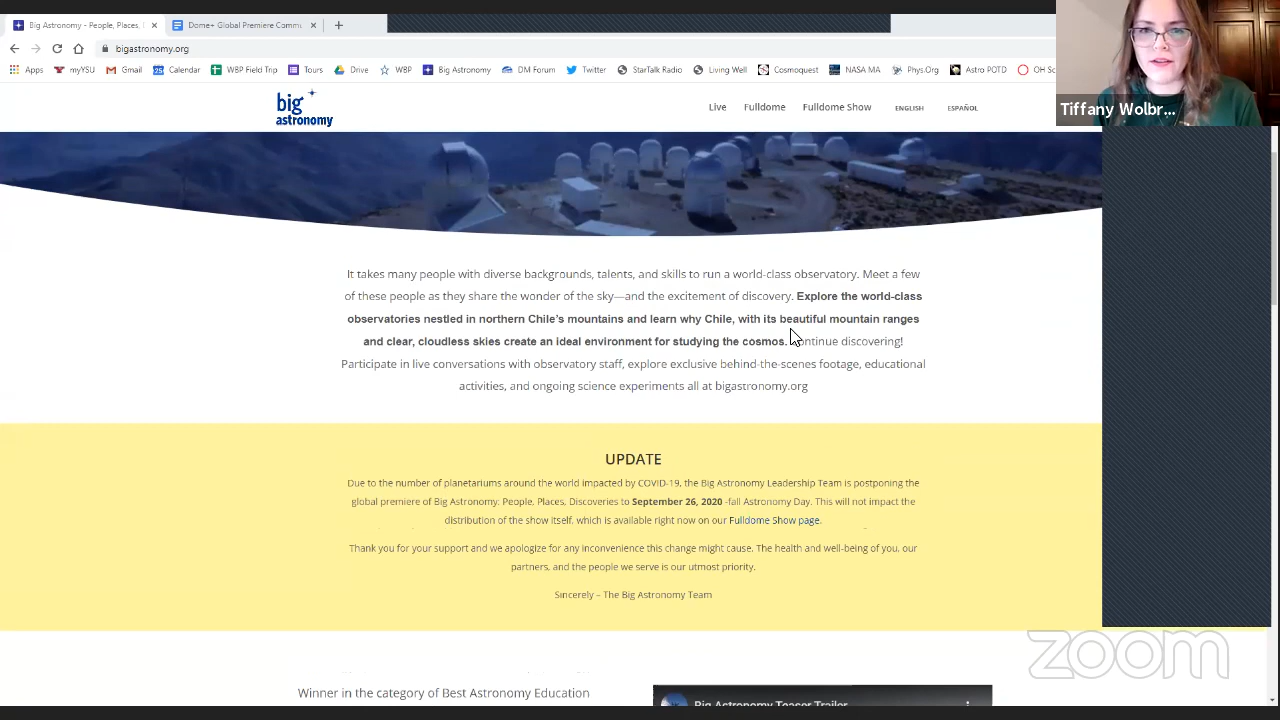 Big Astronomy - People, Places,
Dome+ Global Premiere Commu
bigastronomy.org
Apps
myYSU
Gmail
Calendar
WBP Field Trip
Tours
Drive
WBP
Big Astronomy
DM Forum
Twitter
StarTalk Radio
Living Well
Cosmoquest
NASA MA
Phys.Org
Astro POTD
OH Sc
Tiffany Wolbr...
big
astronomy
Live
Fulldome
Fulldome Show
ENGLISH
ESPAÑOL
It takes many people with diverse backgrounds, talents, and skills to run a world-class observatory. Meet a few
of these people as they share the wonder of the sky—and the excitement of discovery. Explore the world-class
observatories nestled in northern Chile's mountains and learn why Chile, with its beautiful mountain ranges
and clear, cloudless skies create an ideal environment for studying the cosmos. Continue discovering!
Participate in live conversations with observatory staff, explore exclusive behind-the-scenes footage, educational
activities, and ongoing science experiments all at bigastronomy.org
UPDATE
Due to the number of planetariums around the world impacted by COVID-19, the Big Astronomy Leadership Team is postponing the
global premiere of Big Astronomy: People, Places, Discoveries to September 26, 2020 -fall Astronomy Day. This will not impact the
distribution of the show itself, which is available right now on our Fulldome Show page.
Thank you for your support and we apologize for any inconvenience this change might cause. The health and well-being of you, our
partners, and the people we serve is our utmost priority.
Sincerely – The Big Astronomy Team
zoom
Winner in the category of Best Astronomy Education
Big Astronomy Teaser Trailer